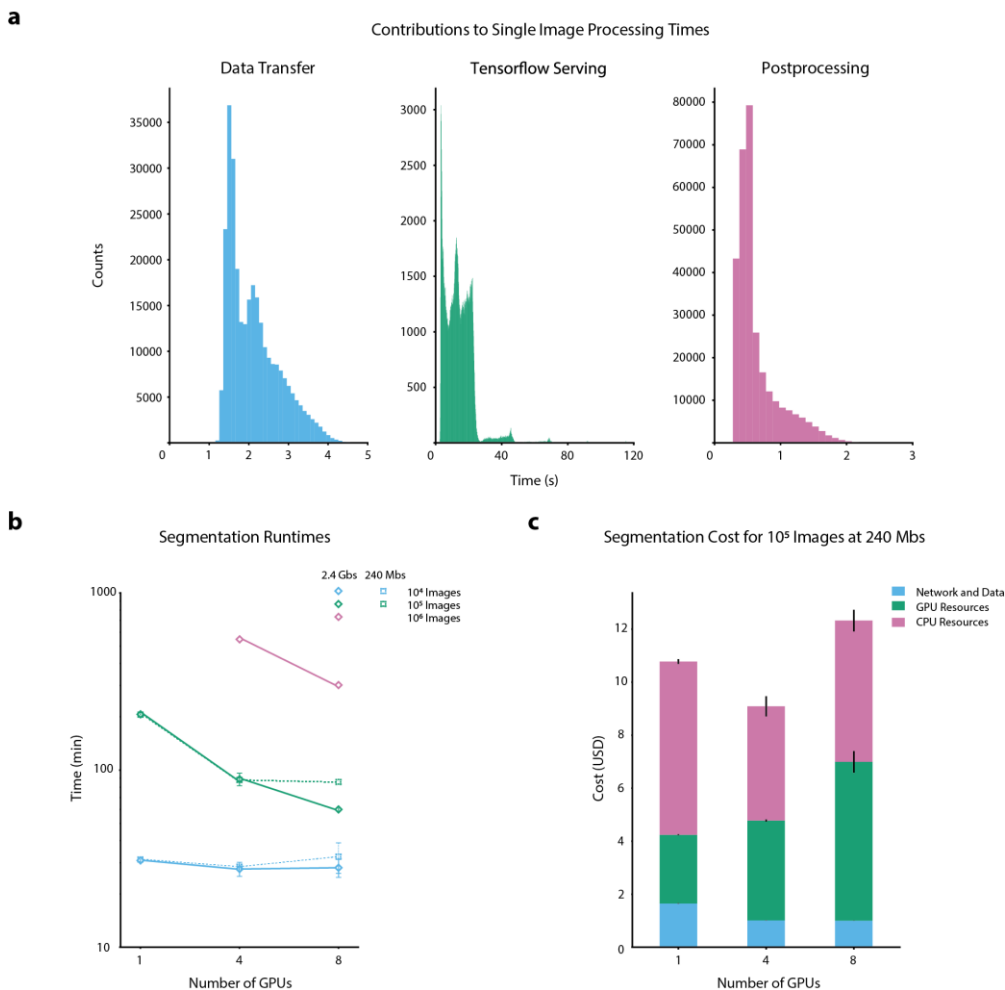 a
Contributions to Single Image Processing Times
Data Transfer
Tensorflow Serving
Postprocessing
Counts
35000
30000
25000
20000
15000
10000
5000
0
1
2
3
4
5
3000
2500
2000
1500
1000
500
0
40
80
120
80000
70000
60000
50000
40000
30000
20000
10000
0
1
2
3
Time (s)
b
Segmentation Runtimes
2.4 Gbs 240 Mbs
10⁴ Images
10⁵ Images
10⁶ Images
Time (min)
1000
100
10
1
4
8
Number of GPUs
c
Segmentation Cost for 10⁵ Images at 240 Mbs
Network and Data
GPU Resources
CPU Resources
Cost (USD)
12
10
8
6
4
2
0
1
4
8
Number of GPUs